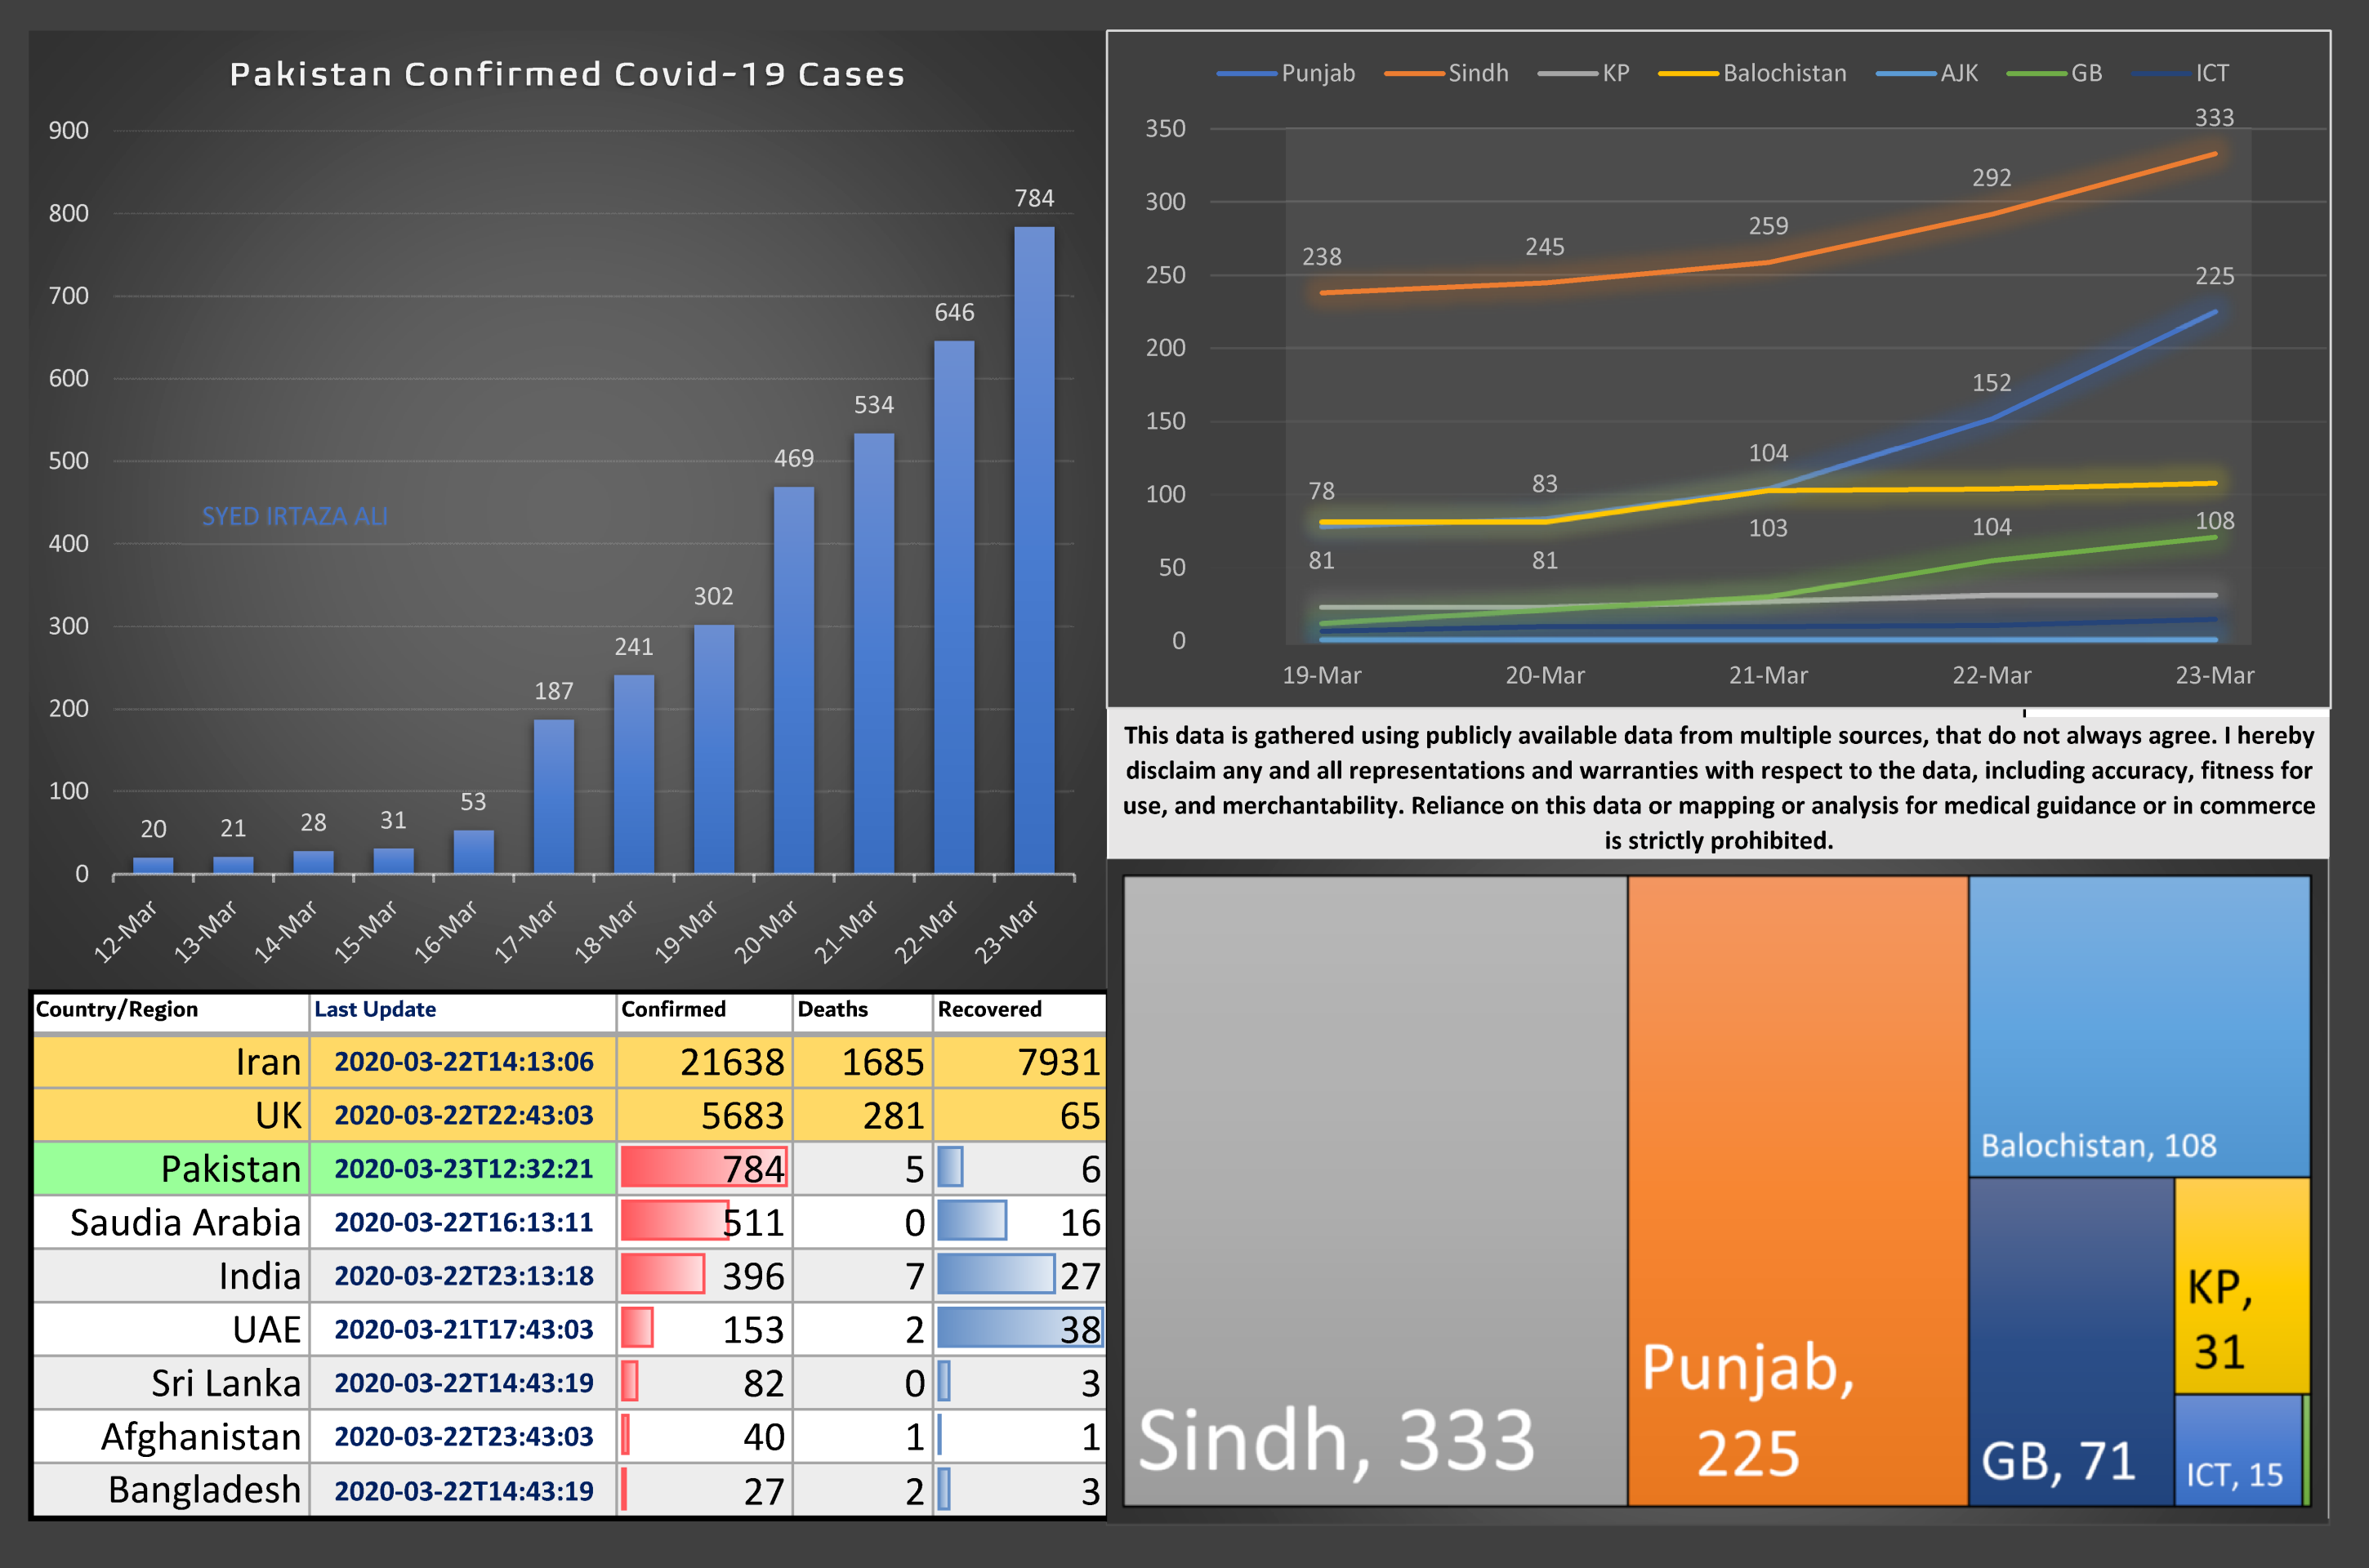 Pakistan Confirmed Covid-19 Cases
900
800
700
600
500
400
300
200
100
0
20
21
28
31
53
187
241
302
469
534
646
784
SYED IRTAZA ALI
12-Mar
13-Mar
14-Mar
15-Mar
16-Mar
17-Mar
18-Mar
19-Mar
20-Mar
21-Mar
22-Mar
23-Mar
Punjab Sindh KP Balochistan AJK GB ICT
350
300
250
200
150
100
50
0
238 245 259 292 333
78 83 104 152 225
81 81 103 104 108
19-Mar 20-Mar 21-Mar 22-Mar 23-Mar
This data is gathered using publicly available data from multiple sources, that do not always agree. I hereby
disclaim any and all representations and warranties with respect to the data, including accuracy, fitness for
use, and merchantability. Reliance on this data or mapping or analysis for medical guidance or in commerce
is strictly prohibited.
Country/Region Last Update Confirmed Deaths Recovered
Iran 2020-03-22T14:13:06 21638 1685 7931
UK 2020-03-22T22:43:03 5683 281 65
Pakistan 2020-03-23T12:32:21 784 5 6
Saudia Arabia 2020-03-22T16:13:11 511 0 16
India 2020-03-22T23:13:18 396 7 27
UAE 2020-03-21T17:43:03 153 2 38
Sri Lanka 2020-03-22T14:43:19 82 0 3
Afghanistan 2020-03-22T23:43:03 40 1 1
Bangladesh 2020-03-22T14:43:19 27 2 3
Sindh, 333
Punjab,
225
Balochistan, 108
GB, 71
KP,
31
ICT, 15